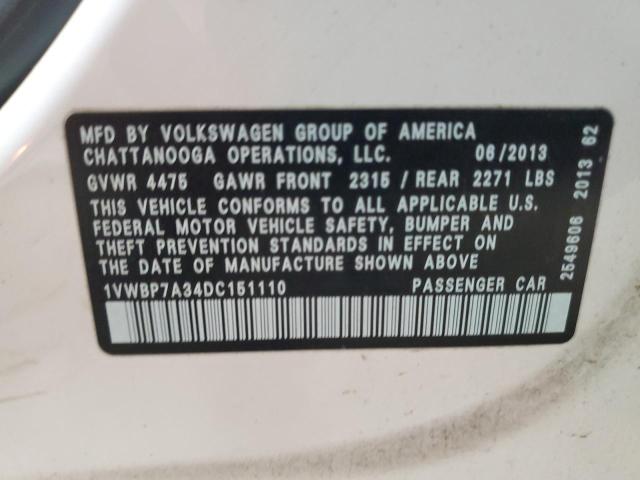 MFD BY VOLKSWAGEN GROUP OF AMERICA
CHATTANOOGA OPERATIONS, LLC. 06/2013
GVWR 4475 GAWR FRONT 2315 / REAR 2271 LBS
THIS VEHICLE CONFORMS TO ALL APPLICABLE U.S.
FEDERAL MOTOR VEHICLE SAFETY, BUMPER AND
THEFT PREVENTION STANDARDS IN EFFECT ON
THE DATE OF MANUFACTURE SHOWN ABOVE.
1VWBP7A34DC151110 PASSENGER CAR
2549606 2013 62